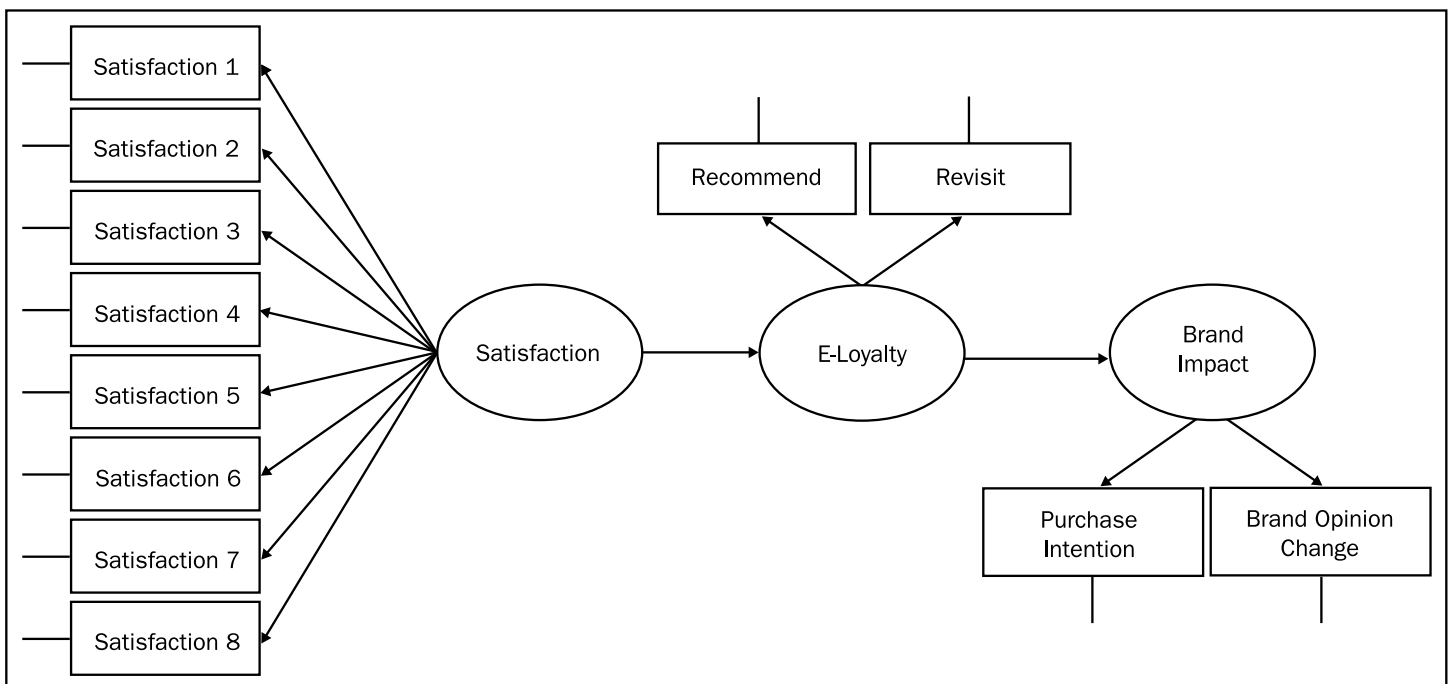 Satisfaction 1
Satisfaction 2
Satisfaction 3
Satisfaction 4
Satisfaction 5
Satisfaction 6
Satisfaction 7
Satisfaction 8
Satisfaction
Recommend
Revisit
E-Loyalty
Brand
Impact
Purchase
Intention
Brand Opinion
Change